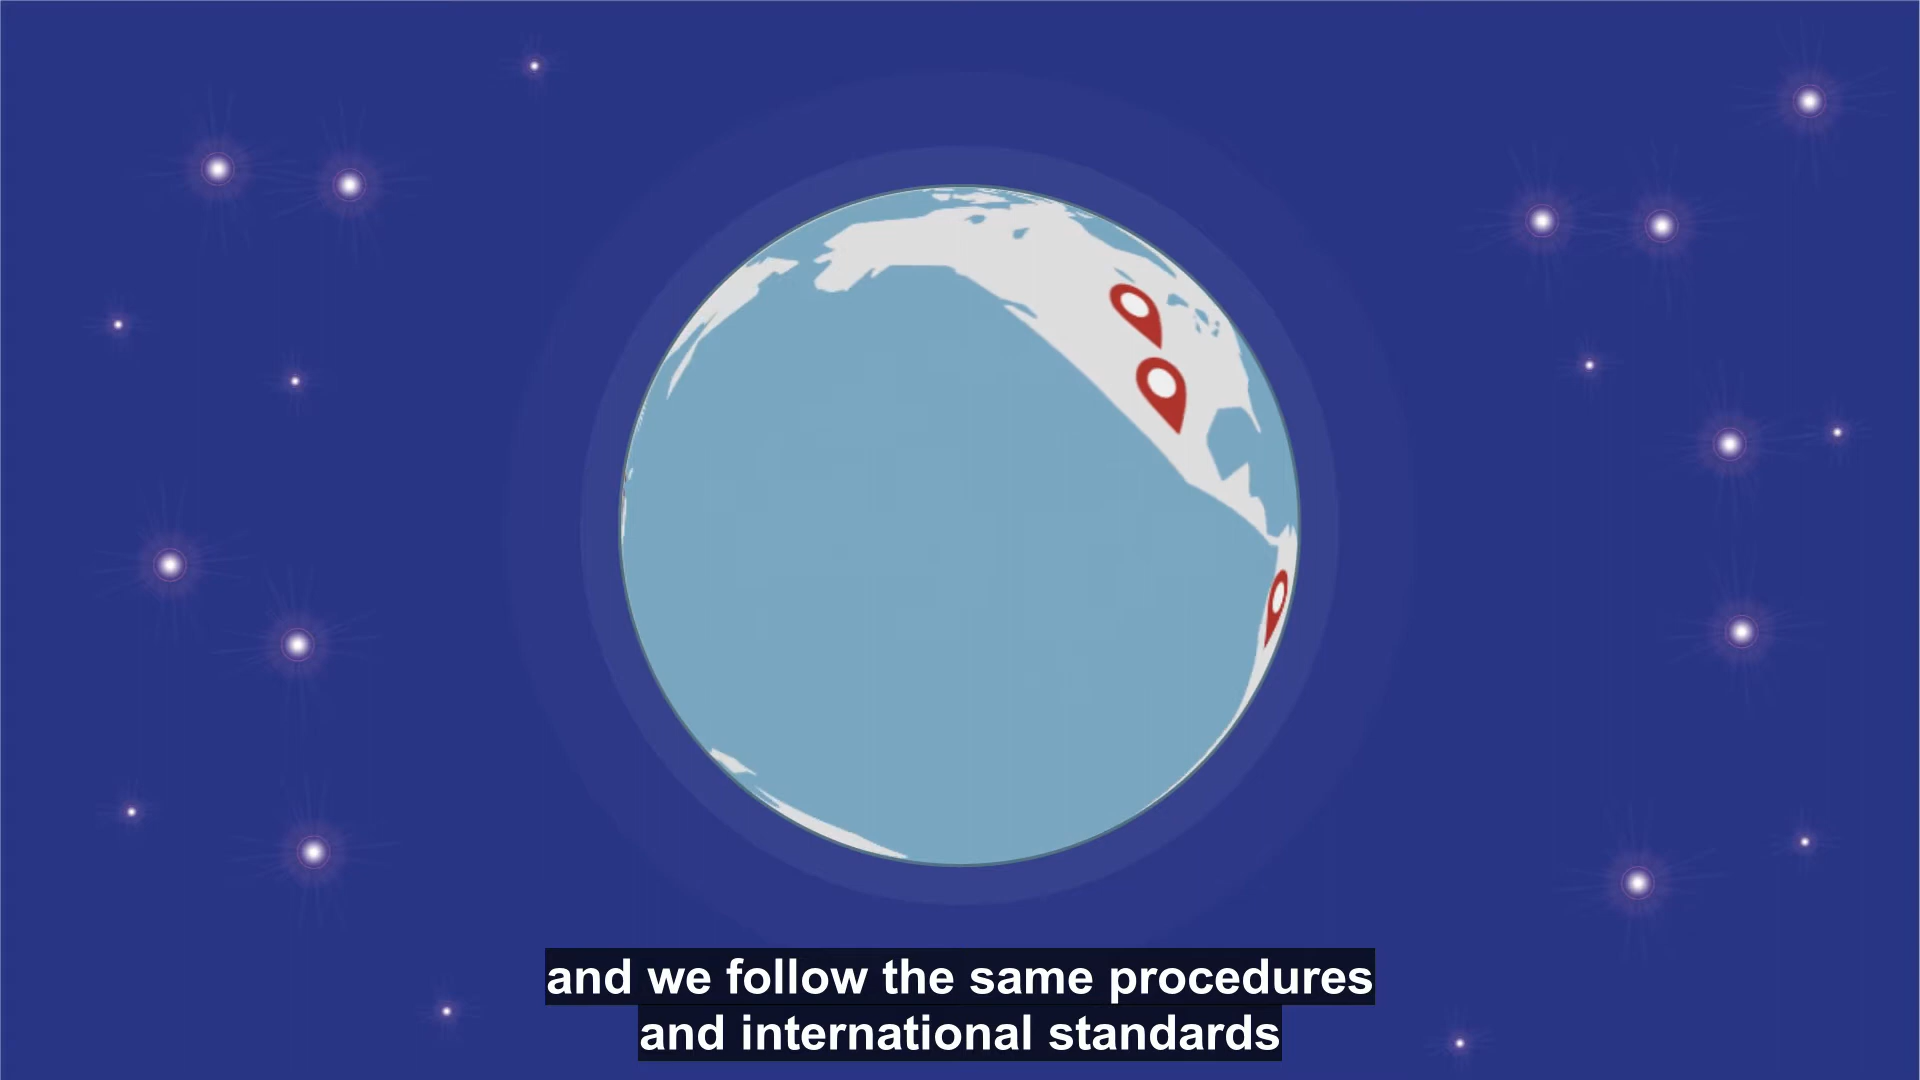 and we follow the same procedures
and international standards